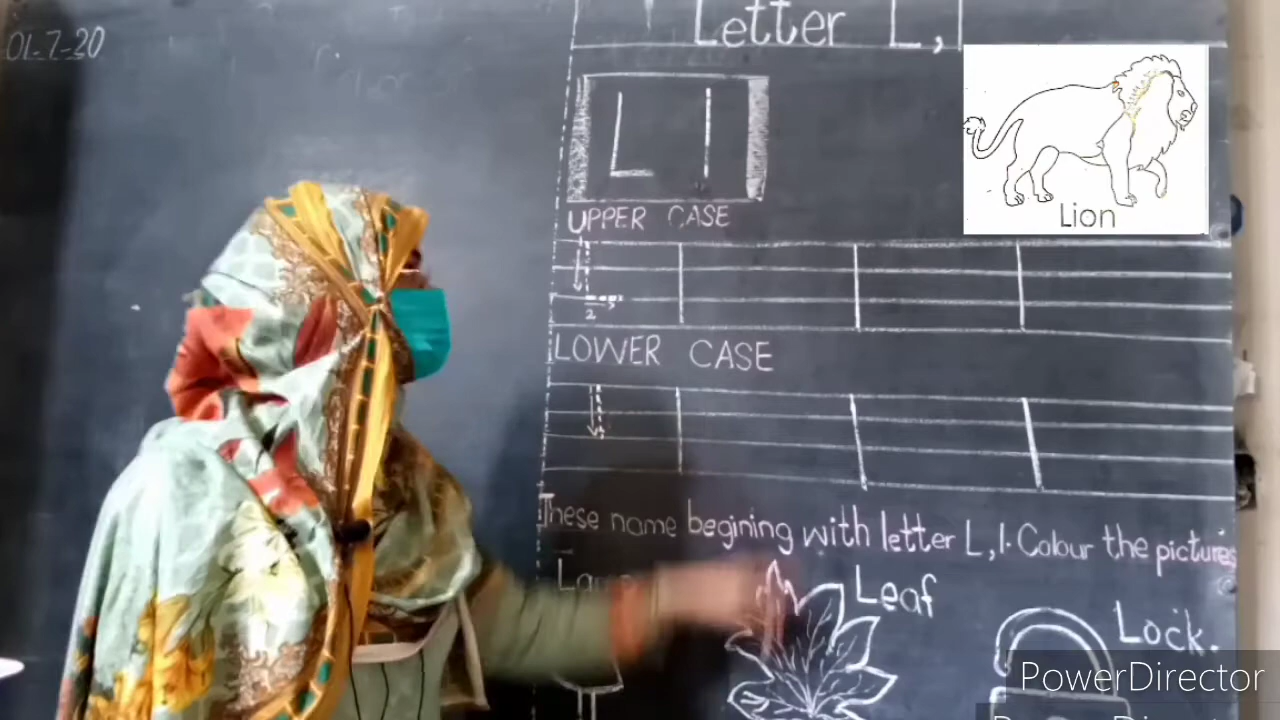 01-7-20
Letter L,l
L l
Lion
UPPER CASE
2
LOWER CASE
These name begining with letter L,l. Colour the pictures
Leaf
Lock.
PowerDirector